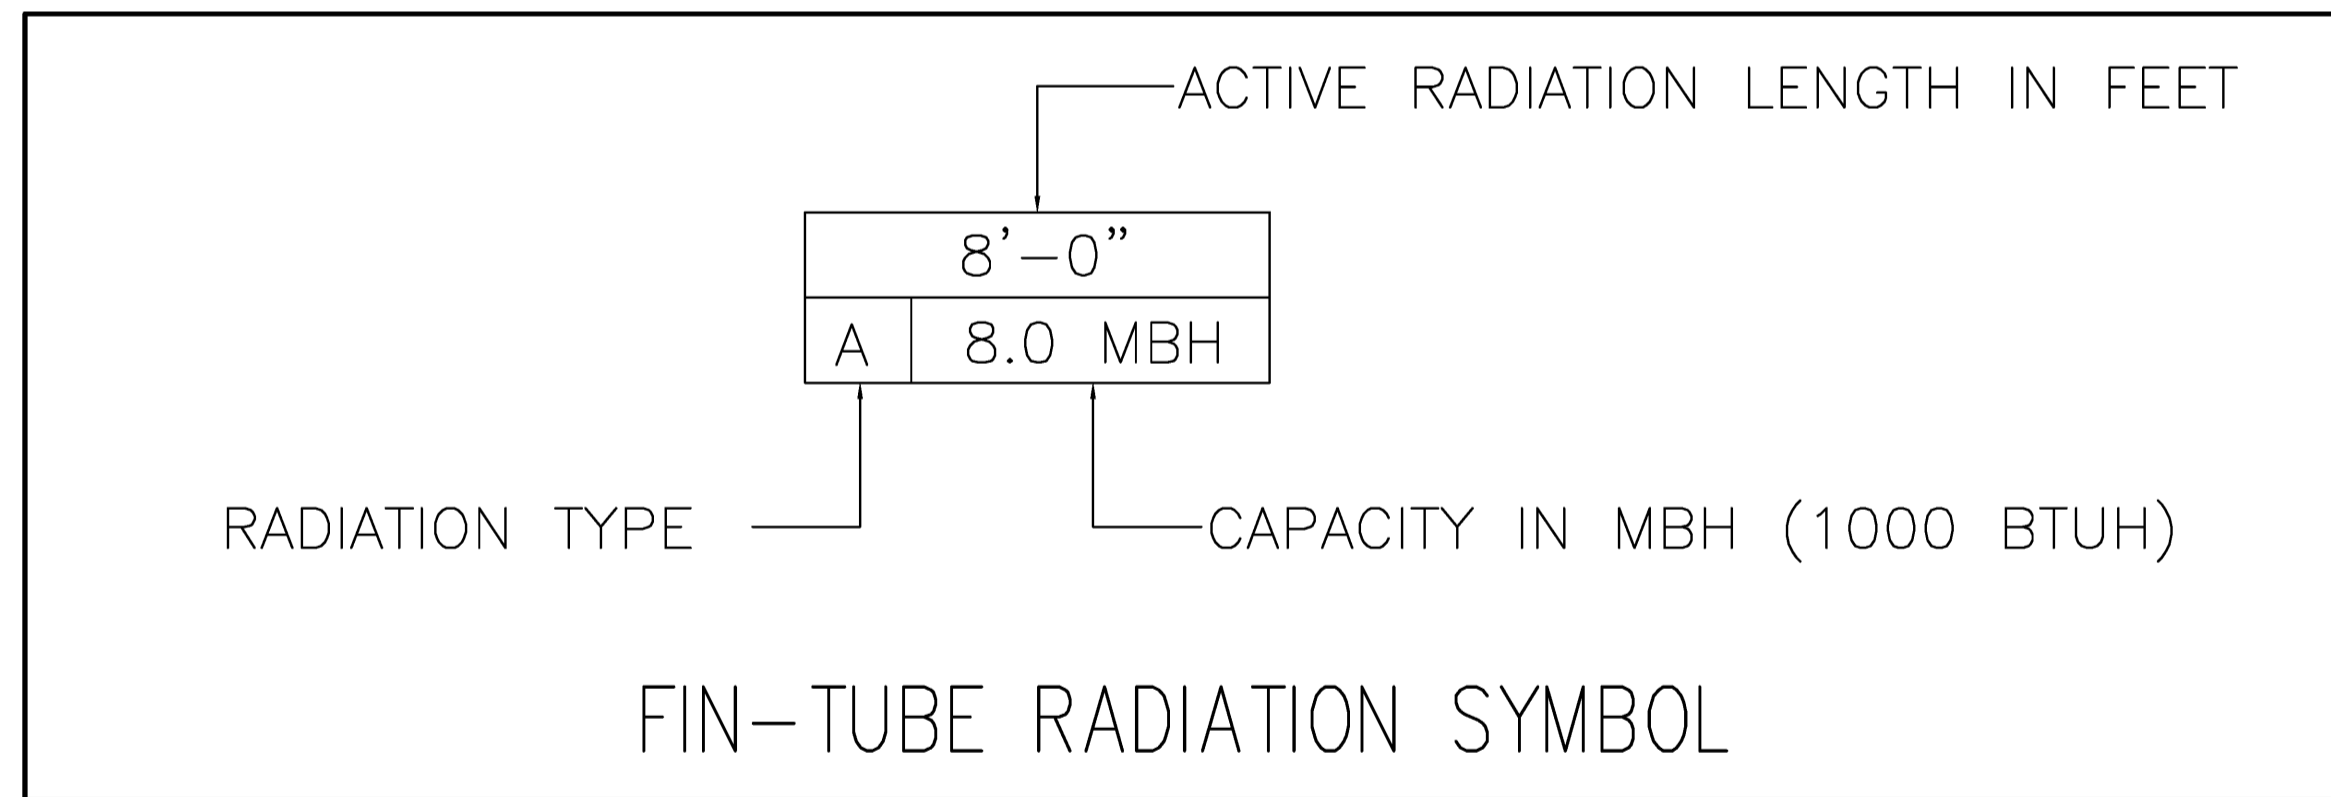 ACTIVE RADIATION LENGTH IN FEET
8'-0"
A 8.0 MBH
RADIATION TYPE CAPACITY IN MBH (1000 BTUH)
FIN-TUBE RADIATION SYMBOL